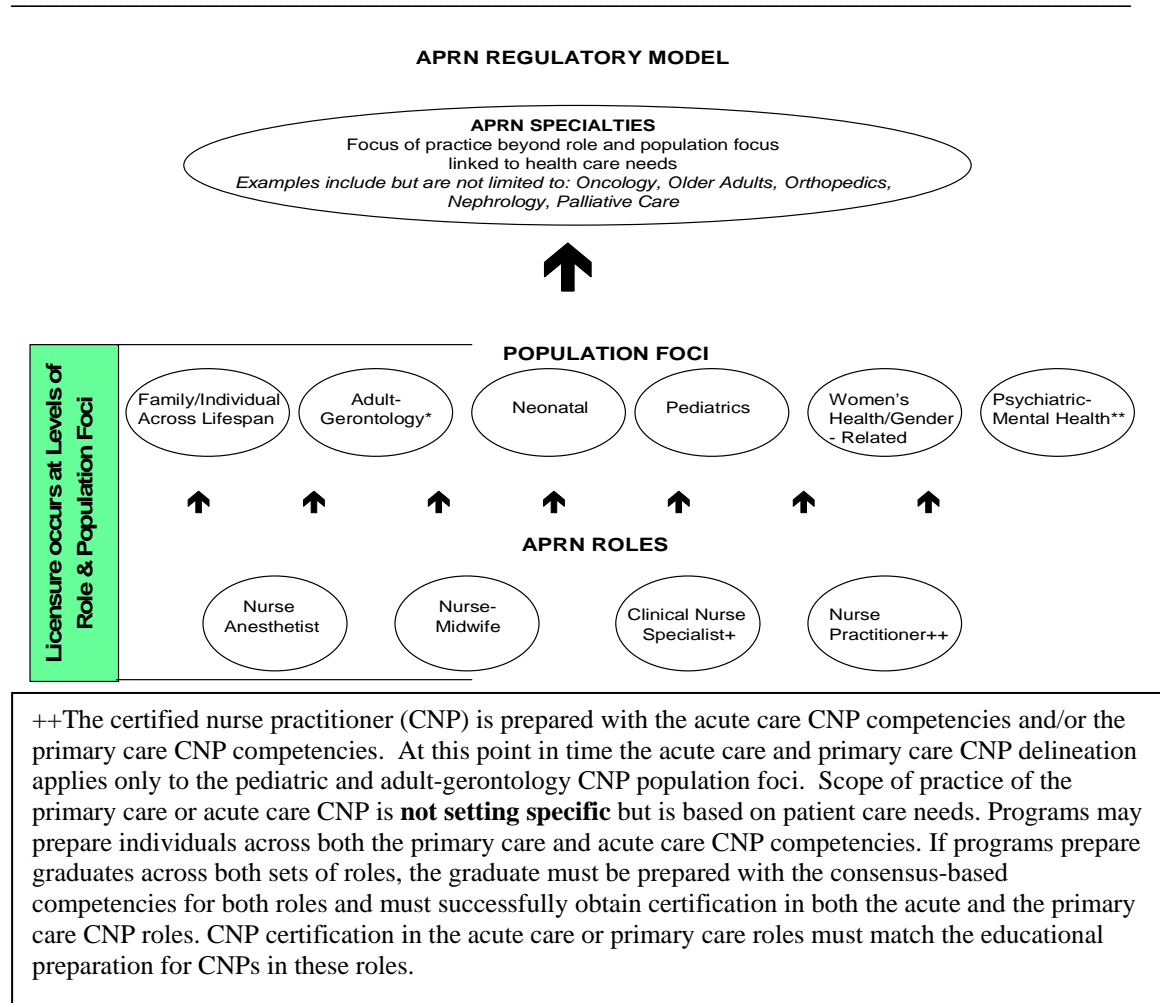 APRN REGULATORY MODEL
APRN SPECIALTIES
Focus of practice beyond role and population focus
linked to health care needs
Examples include but are not limited to: Oncology, Older Adults, Orthopedics,
Nephrology, Palliative Care
Licensure occurs at Levels of
Role & Population Foci
POPULATION FOCI
Family/Individual
Across Lifespan
Adult-
Gerontology*
Neonatal
Pediatrics
Women's
Health/Gender
- Related
Psychiatric-
Mental Health**
APRN ROLES
Nurse
Anesthetist
Nurse-
Midwife
Clinical Nurse
Specialist+
Nurse
Practitioner++
++The certified nurse practitioner (CNP) is prepared with the acute care CNP competencies and/or the
primary care CNP competencies.  At this point in time the acute care and primary care CNP delineation
applies only to the pediatric and adult-gerontology CNP population foci.  Scope of practice of the
primary care or acute care CNP is not setting specific but is based on patient care needs. Programs may
prepare individuals across both the primary care and acute care CNP competencies. If programs prepare
graduates across both sets of roles, the graduate must be prepared with the consensus-based
competencies for both roles and must successfully obtain certification in both the acute and the primary
care CNP roles. CNP certification in the acute care or primary care roles must match the educational
preparation for CNPs in these roles.